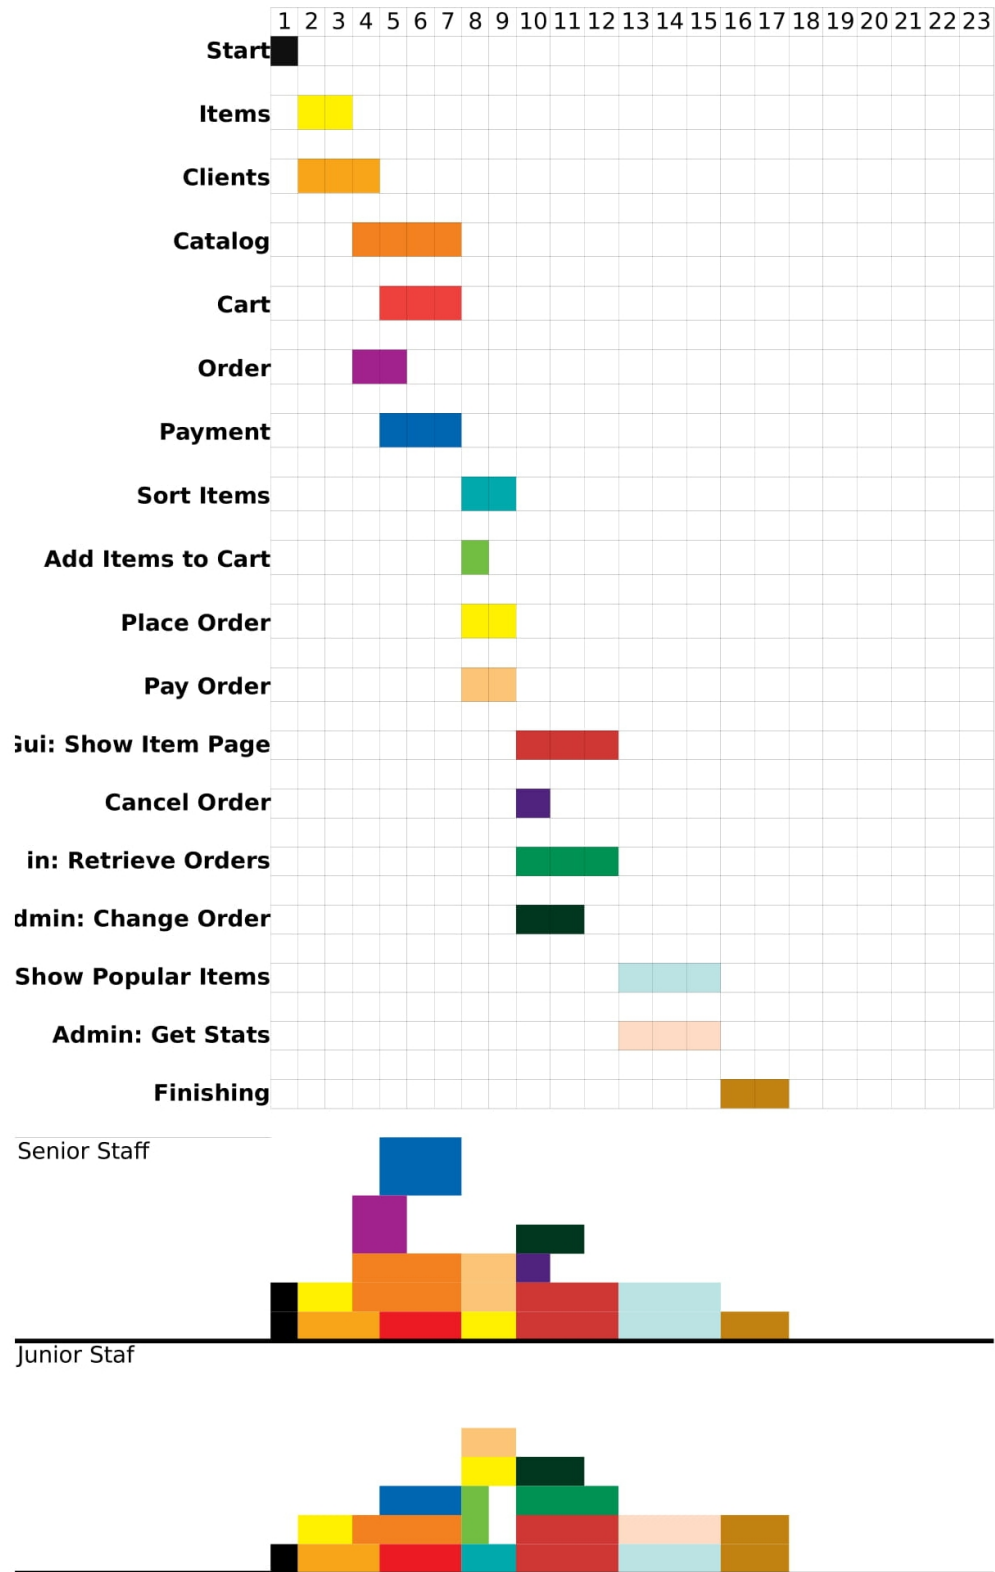 1 2 3 4 5 6 7 8 9 10 11 12 13 14 15 16 17 18 19 20 21 22 23
Start
Items
Clients
Catalog
Cart
Order
Payment
Sort Items
Add Items to Cart
Place Order
Pay Order
Gui: Show Item Page
Cancel Order
in: Retrieve Orders
dmin: Change Order
Show Popular Items
Admin: Get Stats
Finishing
Senior Staff
Junior Staf